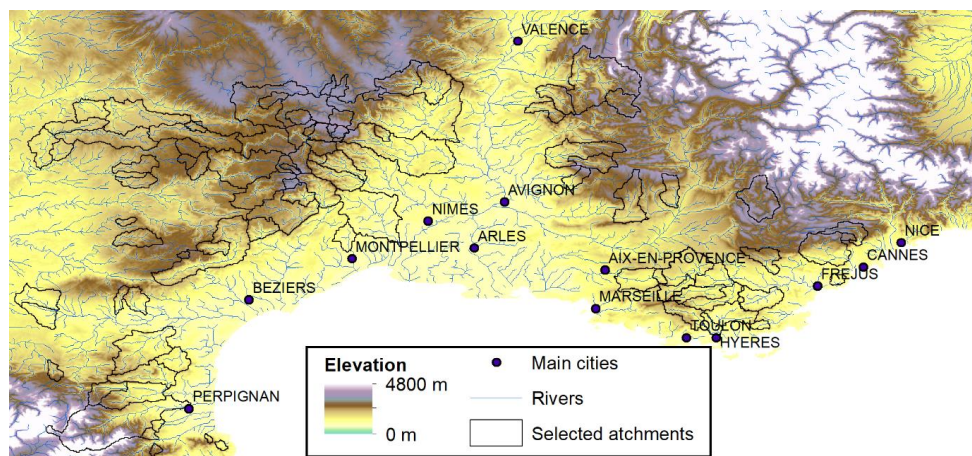 VALENCE
AVIGNON
NIMES
ARLES
MONTPELLIER
BEZIERS
PERPIGNAN
AIX-EN-PROVENCE
MARSEILLE
TOULON
HYERES
NICE
CANNES
FREJUS
Elevation
4800 m
0 m
Main cities
Rivers
Selected atchments